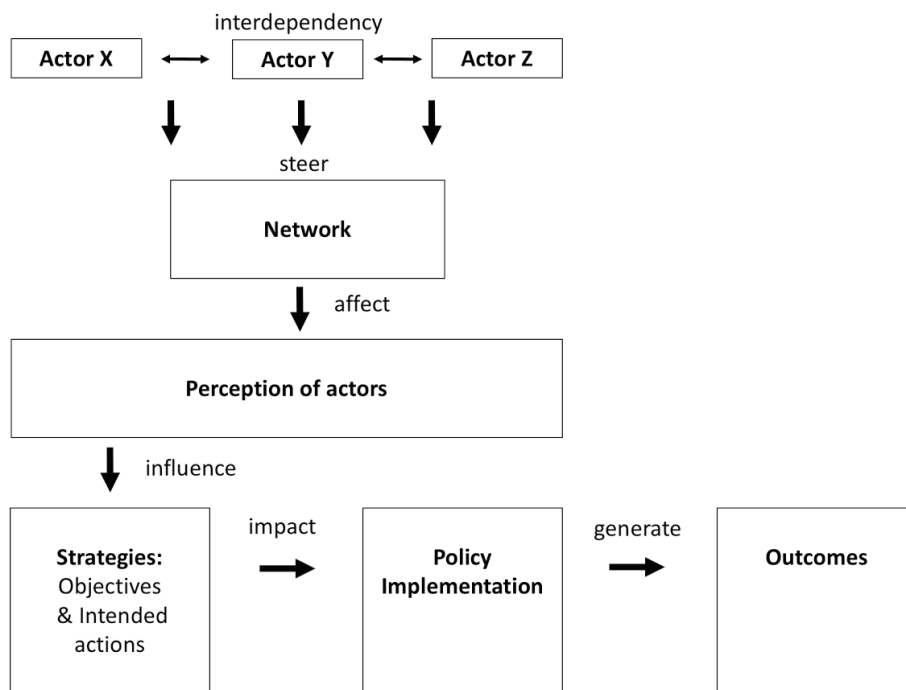 interdependency
Actor X
Actor Y
Actor Z
steer
Network
affect
Perception of actors
influence
impact
generate
Strategies:
Objectives
& Intended
actions
Policy
Implementation
Outcomes